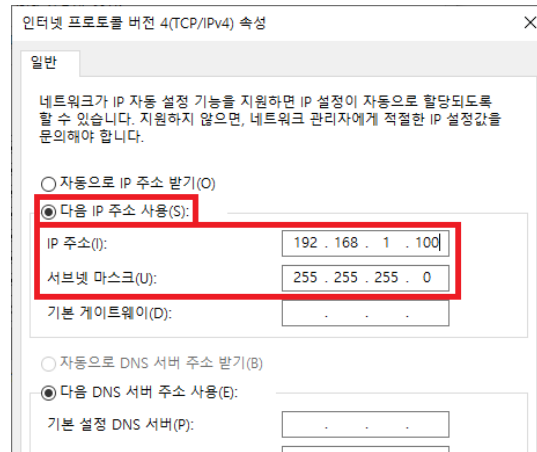 인터넷 프로토콜 버전 4(TCP/IPv4) 속성
일반
네트워크가 IP 자동 설정 기능을 지원하면 IP 설정이 자동으로 할당되도록
할 수 있습니다. 지원하지 않으면, 네트워크 관리자에게 적절한 IP 설정값을
문의해야 합니다.
자동으로 IP 주소 받기(O)
다음 IP 주소 사용(S):
IP 주소(I): 192 . 168 . 1 . 100
서브넷 마스크(U): 255 . 255 . 255 . 0
기본 게이트웨이(D): . . .
자동으로 DNS 서버 주소 받기(B)
다음 DNS 서버 주소 사용(E):
기본 설정 DNS 서버(P): . . .